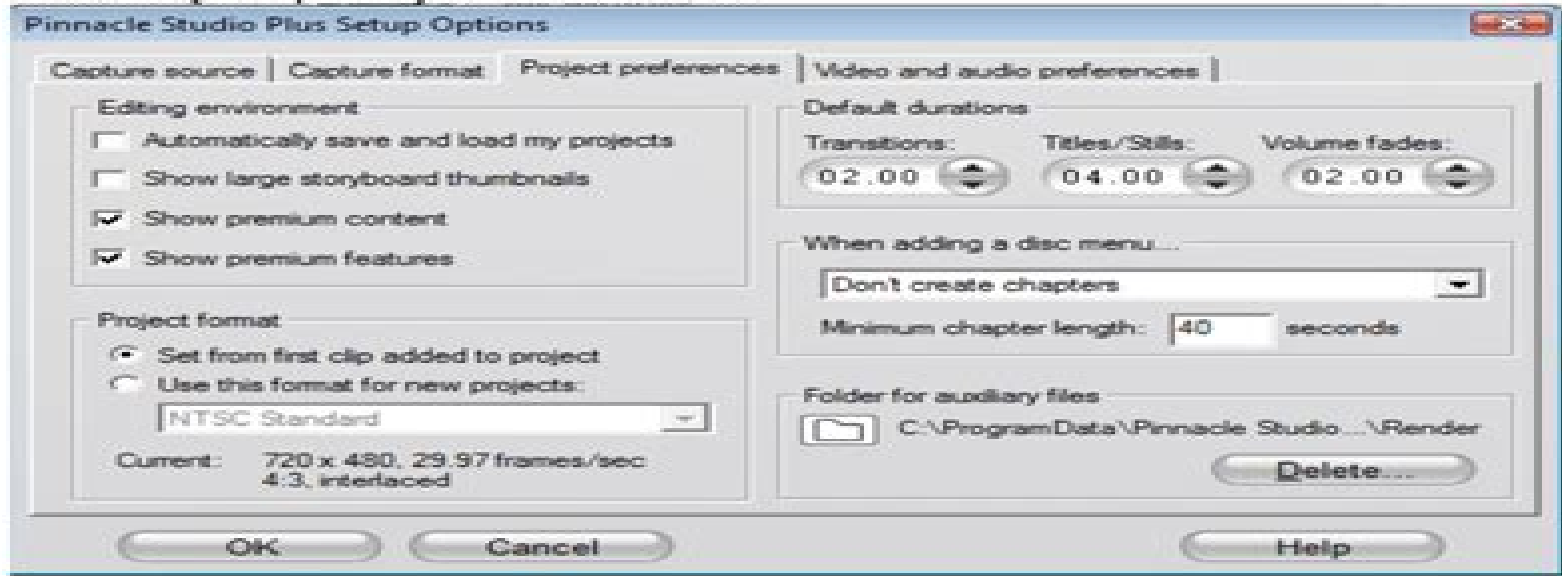 Pinnacle Studio Plus Setup Options
Capture source
Capture format
Project preferences
Video and audio preferences
Editing environment
Automatically save and load my projects
Show large storyboard thumbnails
Show premium content
Show premium features
Project format
Set from first clip added to project
Use this format for new projects:
NTSC Standard
Current: 720 x 480, 29.97 frames/sec
4:3, interlaced
Default durations
Transitions: Titles/Stills: Volume fades:
02.00 04.00 02.00
When adding a disc menu...
Don't create chapters
Minimum chapter length: 40 seconds
Folder for auxiliary files
C:\ProgramData\Pinnacle Studio...\Render
Delete....
OK
Cancel
Help